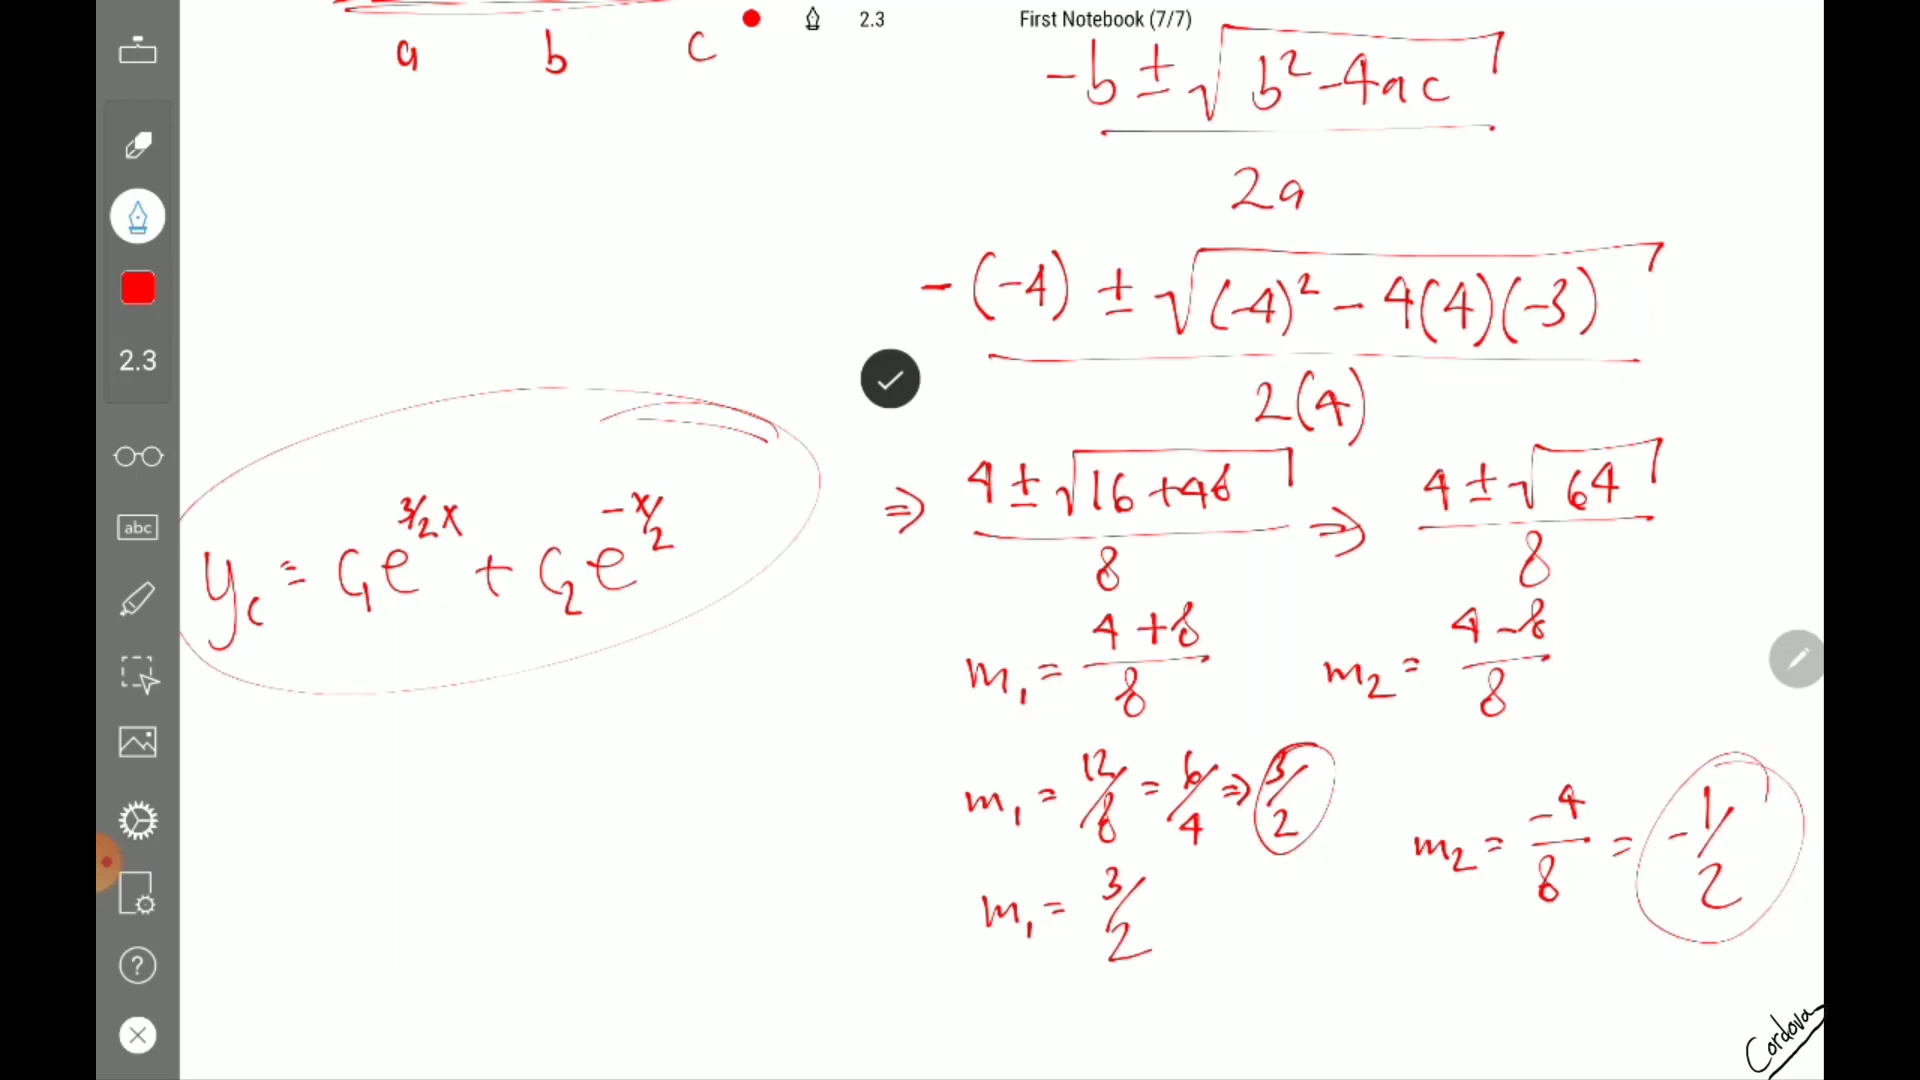 2.3 First Notebook (7/7)
a b c
-b ± √(b² - 4ac)
2a
-(-4) ± √((-4)² - 4(4)(-3))
2(4)
2.3
⇒ 4 ± √(16 + 48) ⇒ 4 ± √64
8 8
y_c = C₁e^(3/2 x) + C₂e^(-x/2)
abc
m₁ = (4 + 8)/8 m₂ = (4 - 8)/8
m₁ = 12/8 = 6/4 ⇒ 3/2
m₂ = -4/8 = -1/2
m₁ = 3/2
?
Cordova